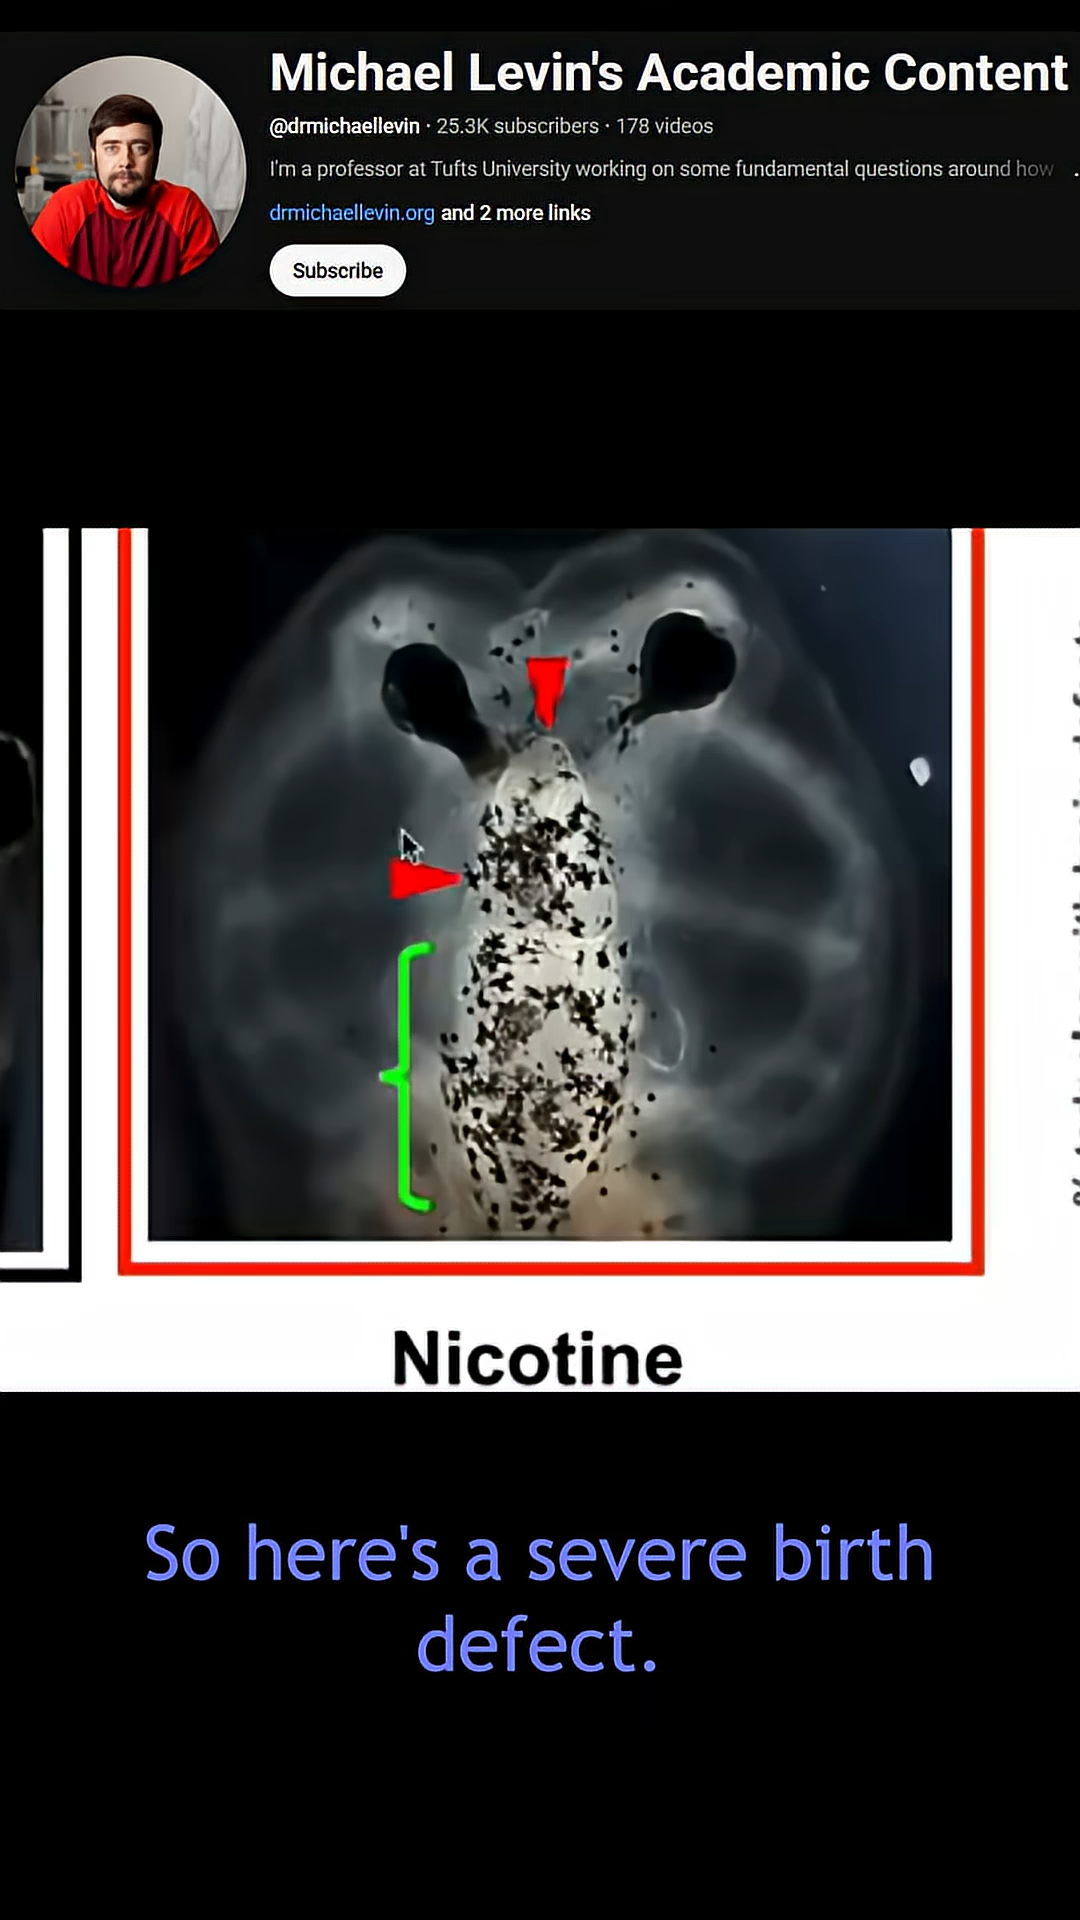 Michael Levin's Academic Content
@drmichaellevin · 25.3K subscribers · 178 videos
I'm a professor at Tufts University working on some fundamental questions around how
drmichaellevin.org and 2 more links
Subscribe
Nicotine
So here's a severe birth
defect.